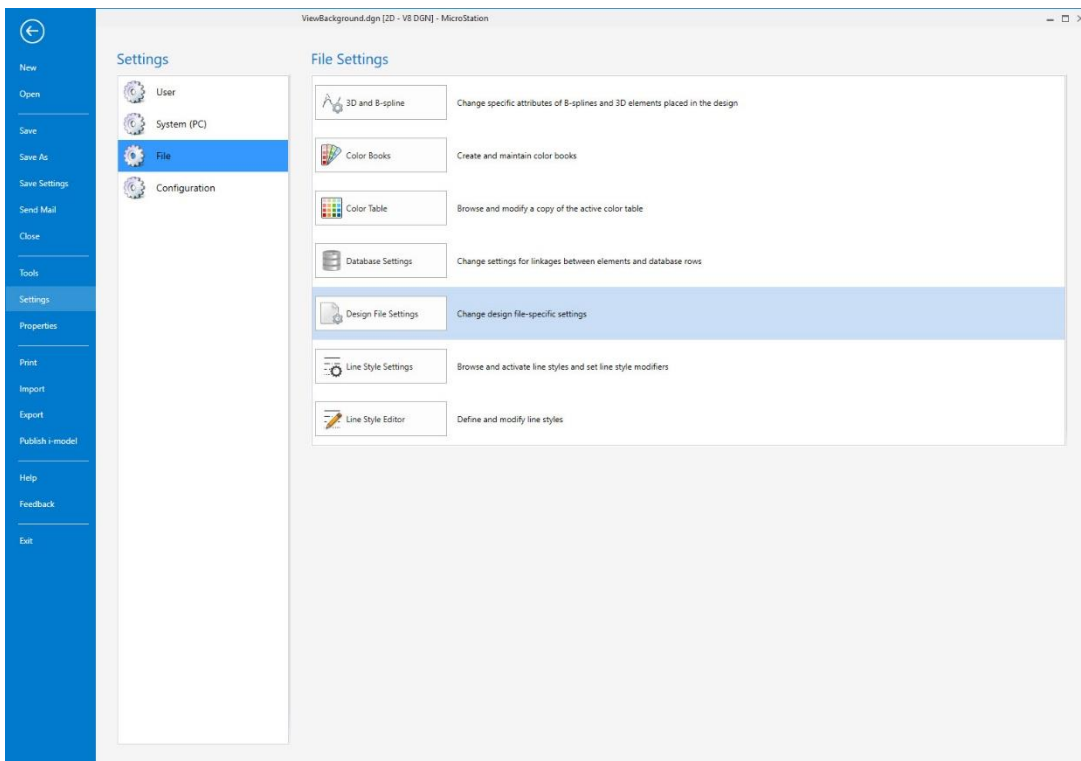 ViewBackground.dgn [2D - V8 DGN] - MicroStation
New
Open
Save
Save As
Save Settings
Send Mail
Close
Tools
Settings
Properties
Print
Import
Export
Publish i-model
Help
Feedback
Exit
Settings
User
System (PC)
File
Configuration
File Settings
3D and B-spline Change specific attributes of B-splines and 3D elements placed in the design
Color Books Create and maintain color books
Color Table Browse and modify a copy of the active color table
Database Settings Change settings for linkages between elements and database rows
Design File Settings Change design file-specific settings
Line Style Settings Browse and activate line styles and set line style modifiers
Line Style Editor Define and modify line styles